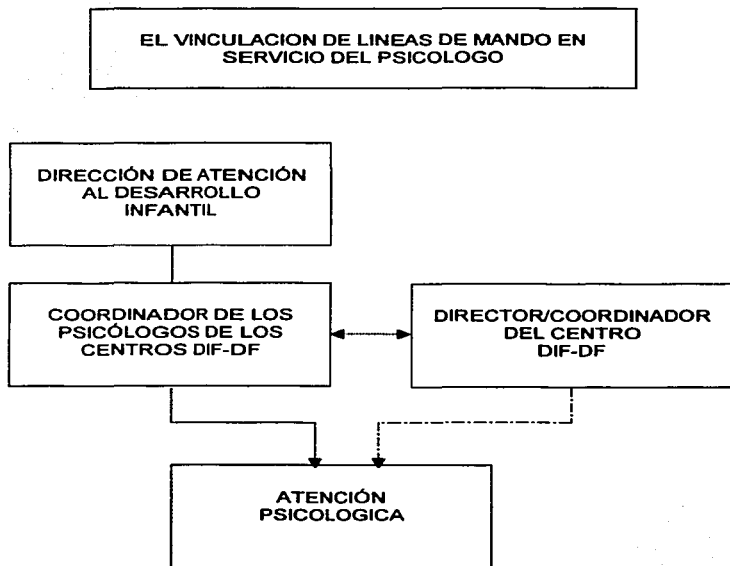 EL VINCULACION DE LINEAS DE MANDO EN
SERVICIO DEL PSICOLOGO
DIRECCIÓN DE ATENCIÓN
AL DESARROLLO
INFANTIL
COORDINADOR DE LOS
PSICÓLOGOS DE LOS
CENTROS DIF-DF
DIRECTOR/COORDINADOR
DEL CENTRO
DIF-DF
ATENCIÓN
PSICOLOGICA